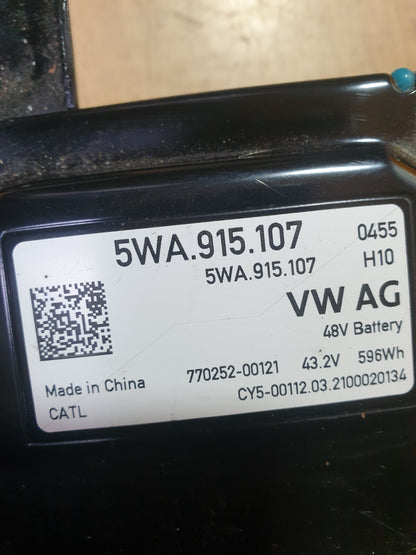 5WA.915.107 0455
5WA.915.107 H10
VW AG
48V Battery
770252-00121 43.2V 596Wh
Made in China CY5-00112.03.2100020134
CATL